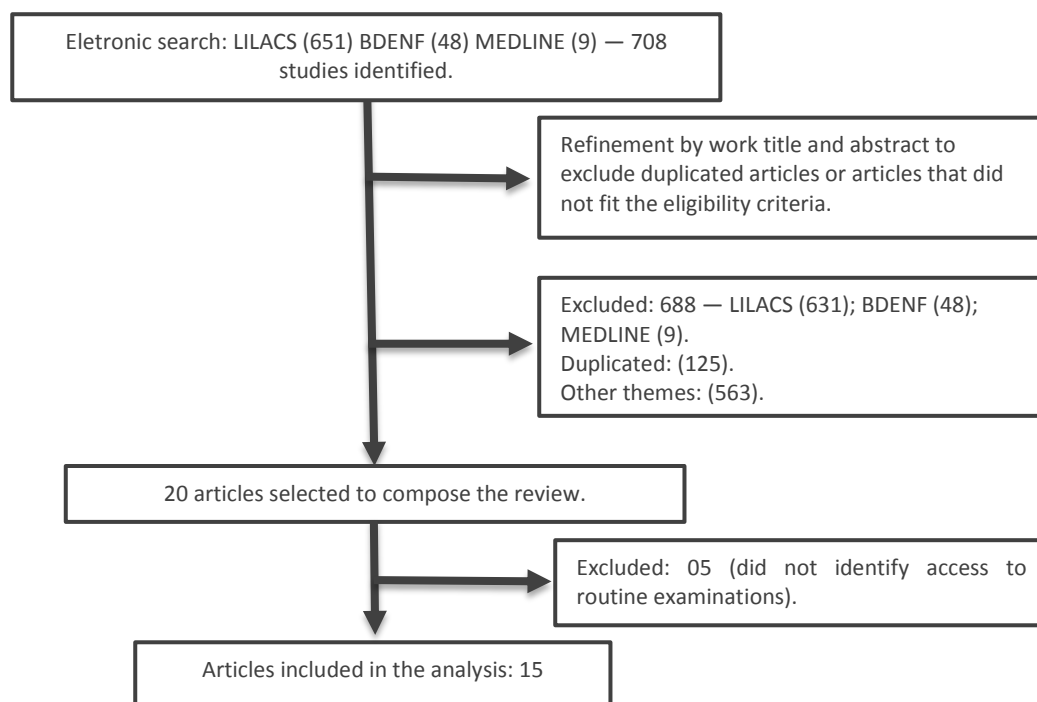 Eletronic search: LILACS (651) BDENF (48) MEDLINE (9) — 708
studies identified.
Refinement by work title and abstract to
exclude duplicated articles or articles that did
not fit the eligibility criteria.
Excluded: 688 — LILACS (631); BDENF (48);
MEDLINE (9).
Duplicated: (125).
Other themes: (563).
20 articles selected to compose the review.
Excluded: 05 (did not identify access to
routine examinations).
Articles included in the analysis: 15